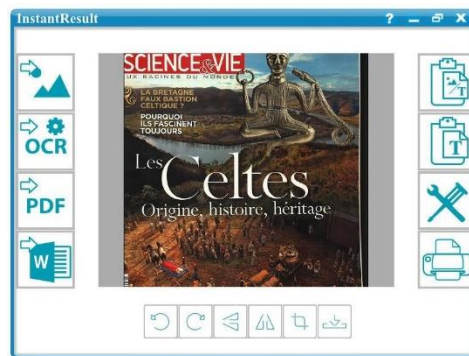 InstantResult
SCIENCE&VIE
UX RACINES DU MONDE
LA BRETAGNE
FAUX BASTION
CELTIQUE ?
POURQUOI
ILS FASCINENT
TOUJOURS
Les
Celtes
Origine, histoire, héritage
OCR
PDF
W
T
T